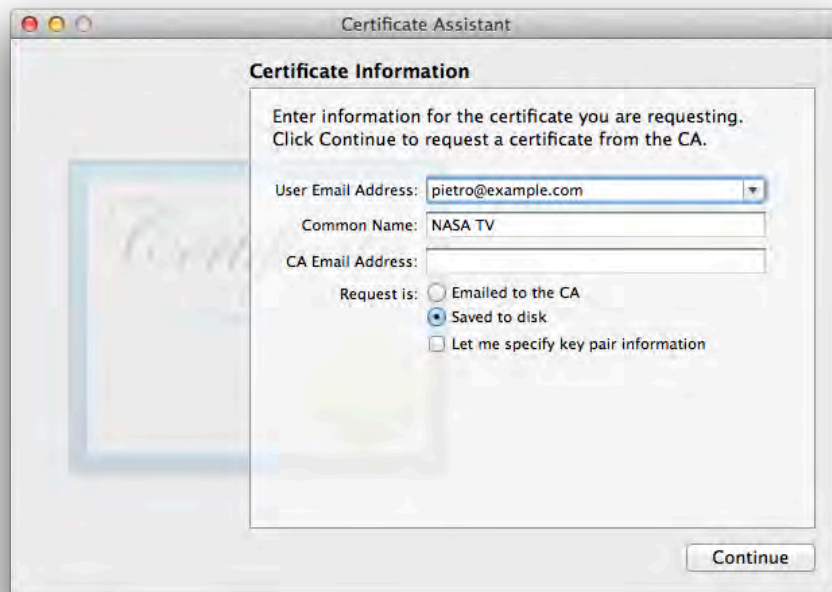 Certificate Assistant
Certificate Information
Enter information for the certificate you are requesting.
Click Continue to request a certificate from the CA.
User Email Address: pietro@example.com
Common Name: NASA TV
CA Email Address:
Request is: Emailed to the CA
Saved to disk
Let me specify key pair information
Continue